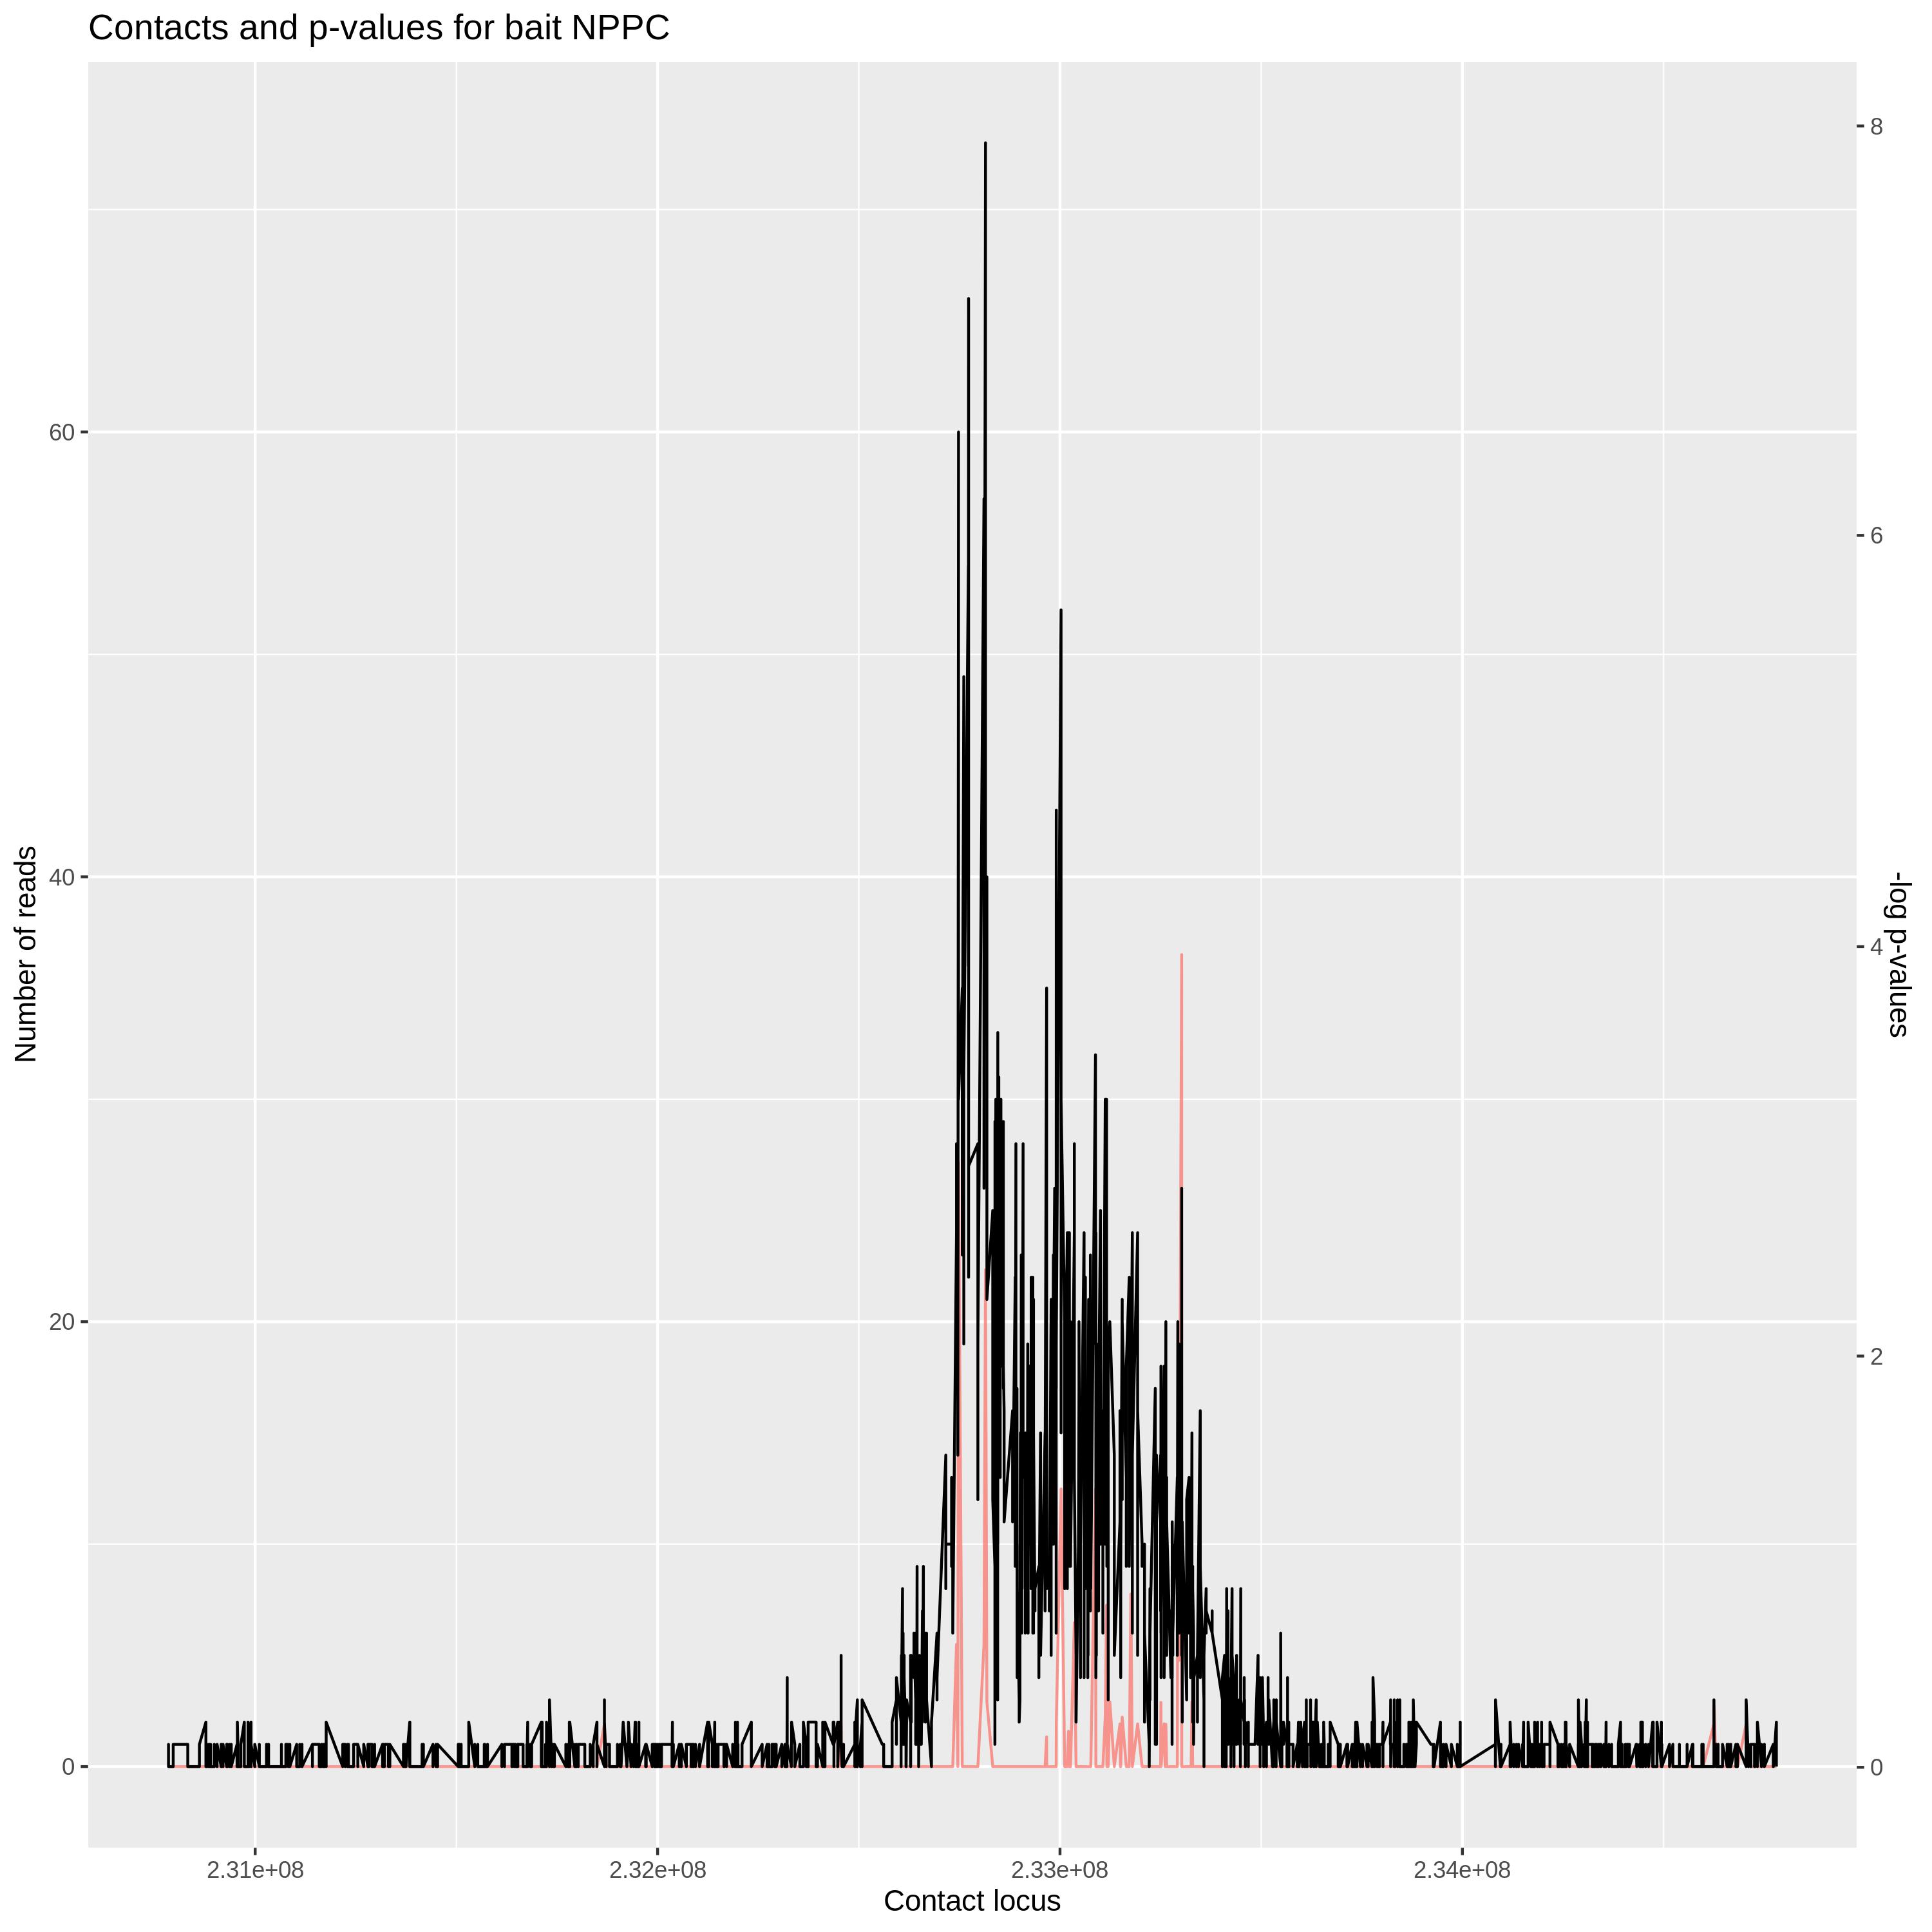 Contacts and p-values for bait NPPC
Number of reads
60
40
20
0
8
6
4
2
0
-log p-values
2.31e+08 2.32e+08 2.33e+08 2.34e+08
Contact locus